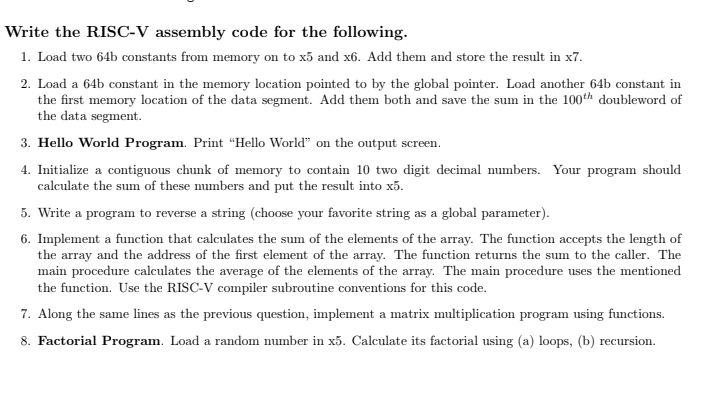 Write the RISC-V assembly code for the following.
1. Load two 64b constants from memory on to x5 and x6. Add them and store the result in x7.
2. Load a 64b constant in the memory location pointed to by the global pointer. Load another 64b constant in
the first memory location of the data segment. Add them both and save the sum in the 100th doubleword of
the data segment.
3. Hello World Program. Print “Hello World” on the output screen.
4. Initialize a contiguous chunk of memory to contain 10 two digit decimal numbers. Your program should
calculate the sum of these numbers and put the result into x5.
5. Write a program to reverse a string (choose your favorite string as a global parameter).
6. Implement a function that calculates the sum of the elements of the array. The function accepts the length of
the array and the address of the first element of the array. The function returns the sum to the caller. The
main procedure calculates the average of the elements of the array. The main procedure uses the mentioned
the function. Use the RISC-V compiler subroutine conventions for this code.
7. Along the same lines as the previous question, implement a matrix multiplication program using functions.
8. Factorial Program. Load a random number in x5. Calculate its factorial using (a) loops, (b) recursion.